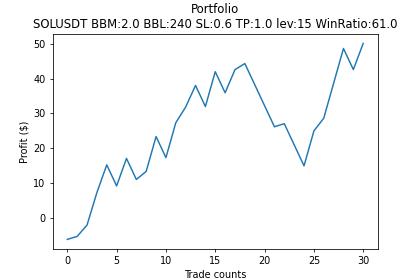 Portfolio
SOLUSDT BBM:2.0 BBL:240 SL:0.6 TP:1.0 lev:15 WinRatio:61.0
50
40
30
20
10
0
Profit ($)
0 5 10 15 20 25 30
Trade counts